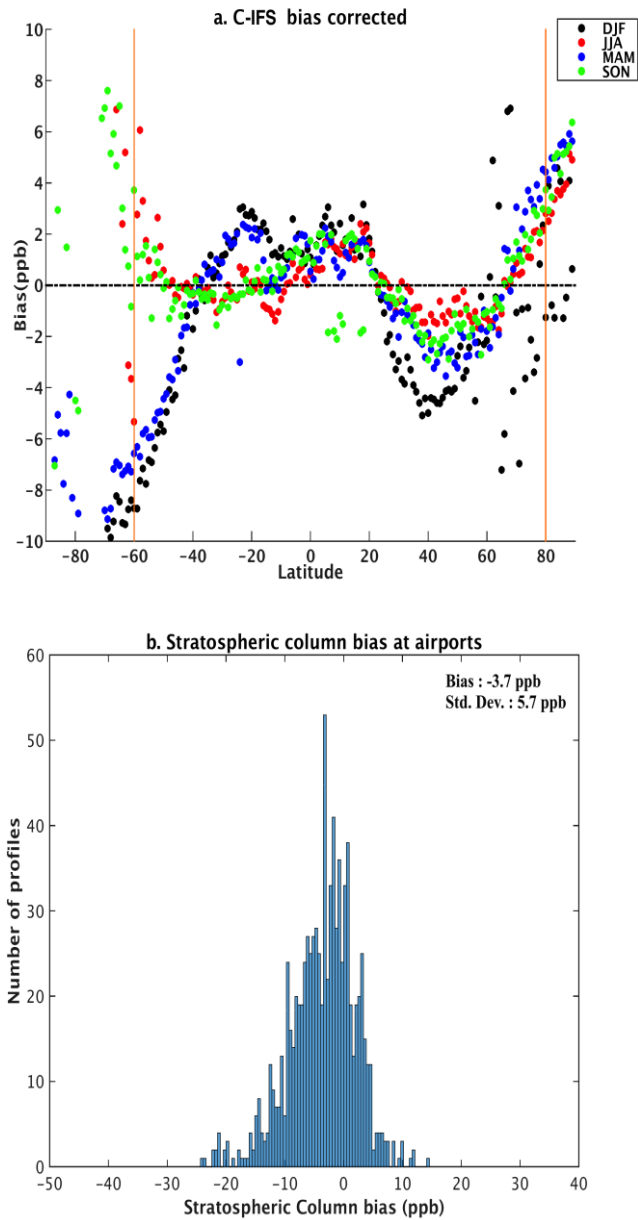 a. C-IFS bias corrected
DJF
JJA
MAM
SON
10
8
6
4
2
0
-2
-4
-6
-8
-10
Bias(ppb)
-80 -60 -40 -20 0 20 40 60 80
Latitude
b. Stratospheric column bias at airports
Bias : -3.7 ppb
Std. Dev. : 5.7 ppb
60
50
40
30
20
10
0
Number of profiles
-50 -40 -30 -20 -10 0 10 20 30 40
Stratospheric Column bias (ppb)